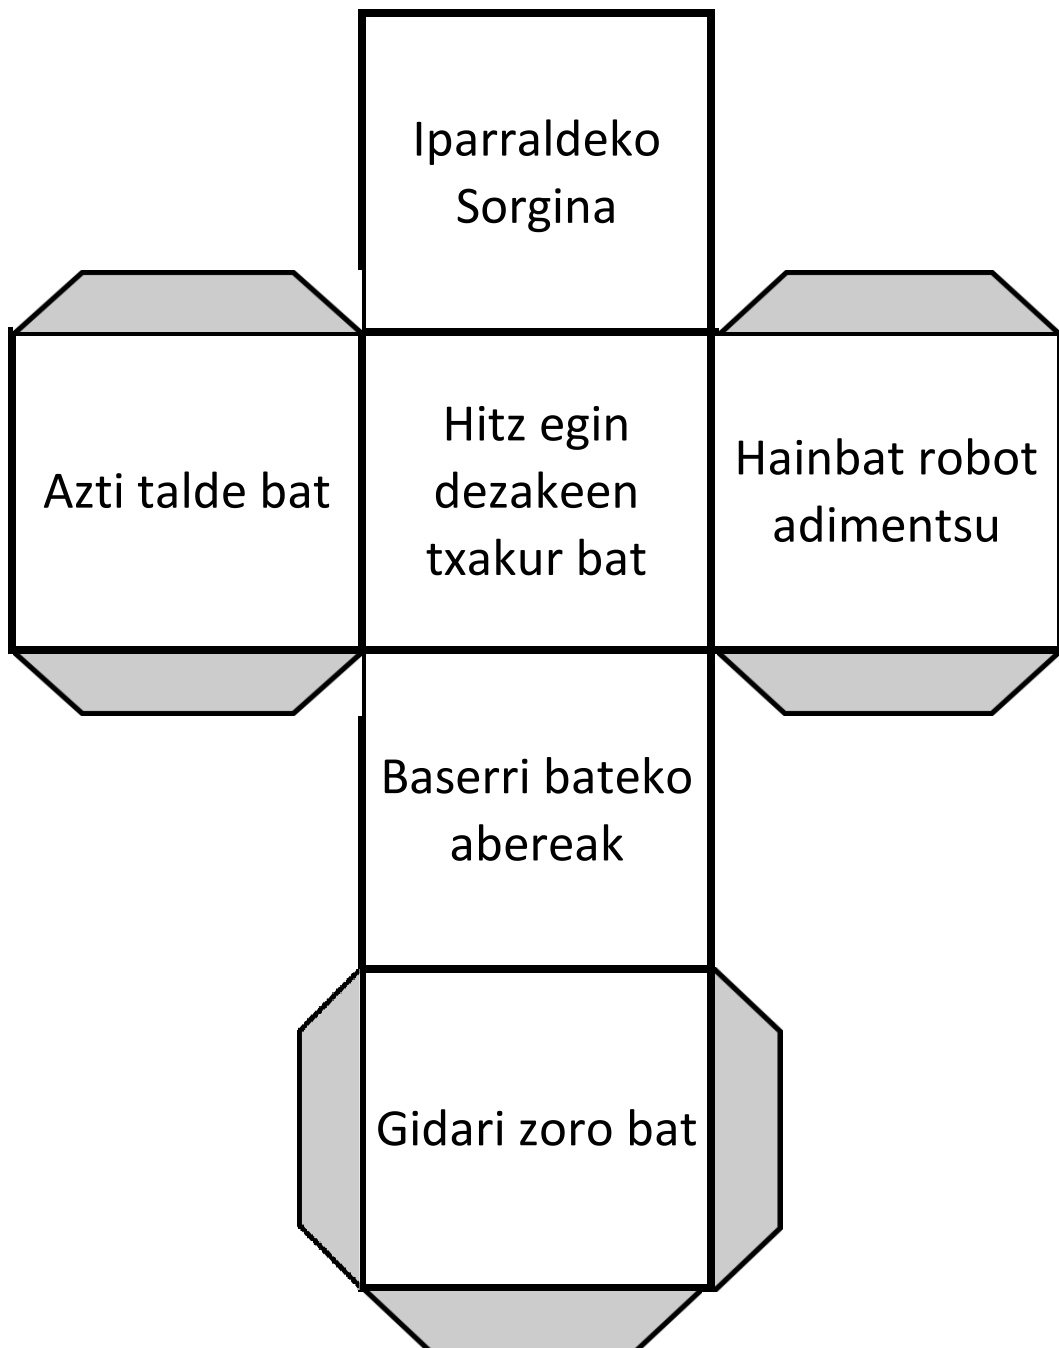 Iparraldeko
Sorgina
Azti talde bat
Hitz egin
dezakeen
txakur bat
Hainbat robot
adimentsu
Baserri bateko
abereak
Gidari zoro bat